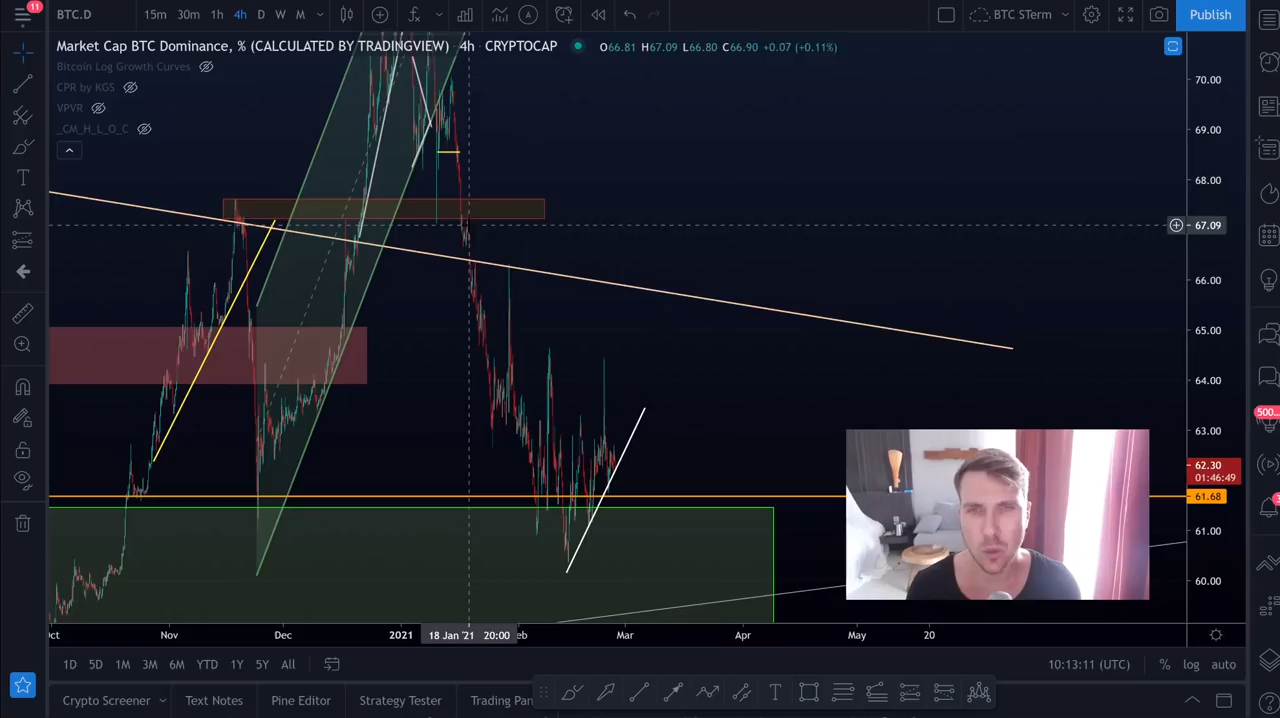 11
BTC.D 15m 30m 1h 4h D W M BTC STerm Publish
Market Cap BTC Dominance, % (CALCULATED BY TRADINGVIEW) · 4h · CRYPTOCAP O66.81 H67.09 L66.80 C66.90 +0.07 (+0.11%)
Bitcoin Log Growth Curves
CPR by KGS
VPVR
_CM_H_L_O_C
70.00
69.00
68.00
67.09
66.00
65.00
64.00
63.00
62.30
01:46:49
61.68
61.00
60.00
500...
Nov Dec 2021 18 Jan '21 20:00 Mar Apr May 20
1D 5D 1M 3M 6M YTD 1Y 5Y All 10:13:11 (UTC) % log auto
Crypto Screener Text Notes Pine Editor Strategy Tester Trading Pan